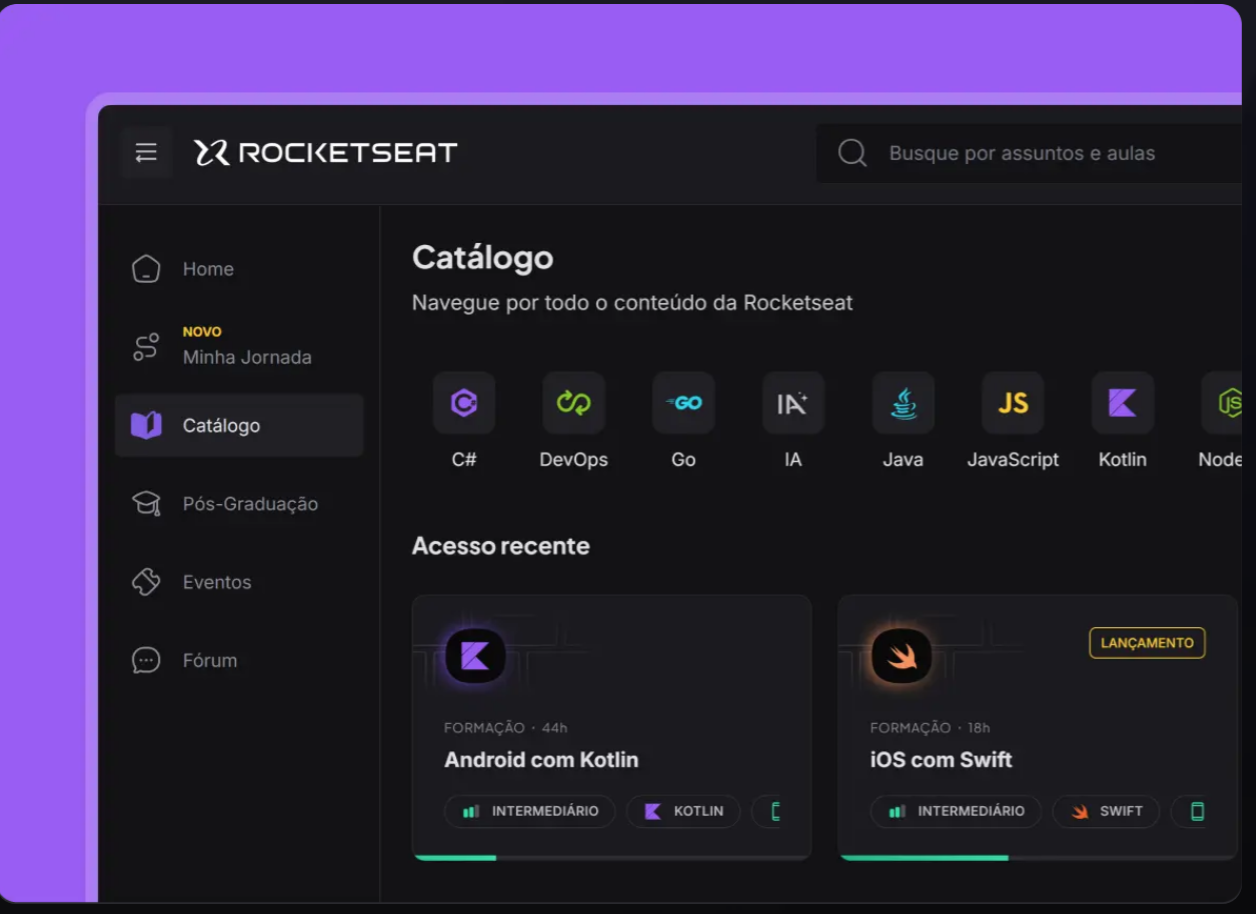 ROCKETSEAT
Busque por assuntos e aulas
Home
NOVO
Minha Jornada
Catálogo
Pós-Graduação
Eventos
Fórum
Catálogo
Navegue por todo o conteúdo da Rocketseat
GO IA JS JS
C# DevOps Go IA Java JavaScript Kotlin Node
Acesso recente
FORMAÇÃO · 44h
Android com Kotlin
INTERMEDIÁRIO KOTLIN
LANÇAMENTO
FORMAÇÃO · 18h
iOS com Swift
INTERMEDIÁRIO SWIFT